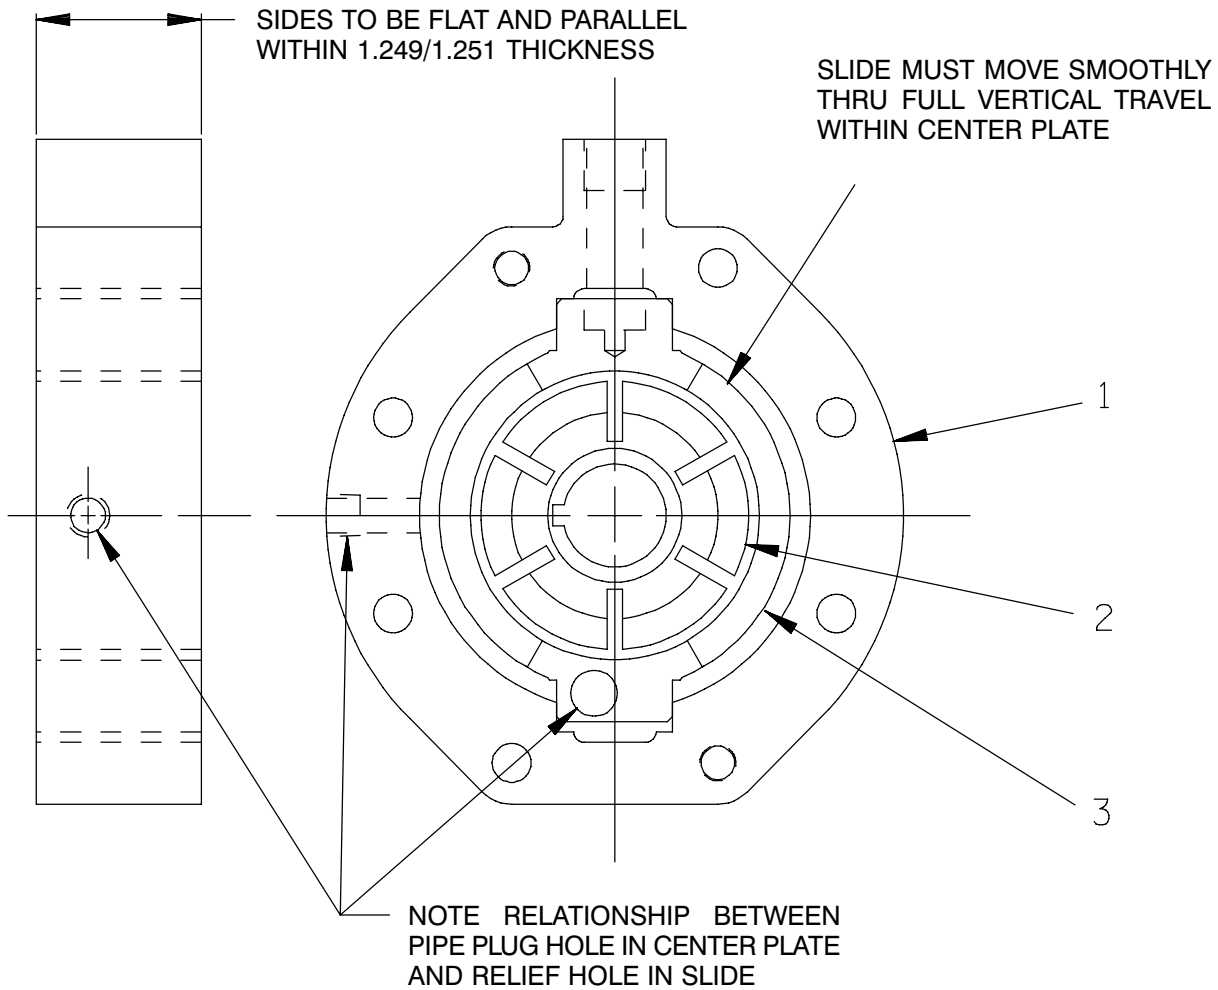 SIDES TO BE FLAT AND PARALLEL
WITHIN 1.249/1.251 THICKNESS
SLIDE MUST MOVE SMOOTHLY
THRU FULL VERTICAL TRAVEL
WITHIN CENTER PLATE
1
2
3
NOTE RELATIONSHIP BETWEEN
PIPE PLUG HOLE IN CENTER PLATE
AND RELIEF HOLE IN SLIDE